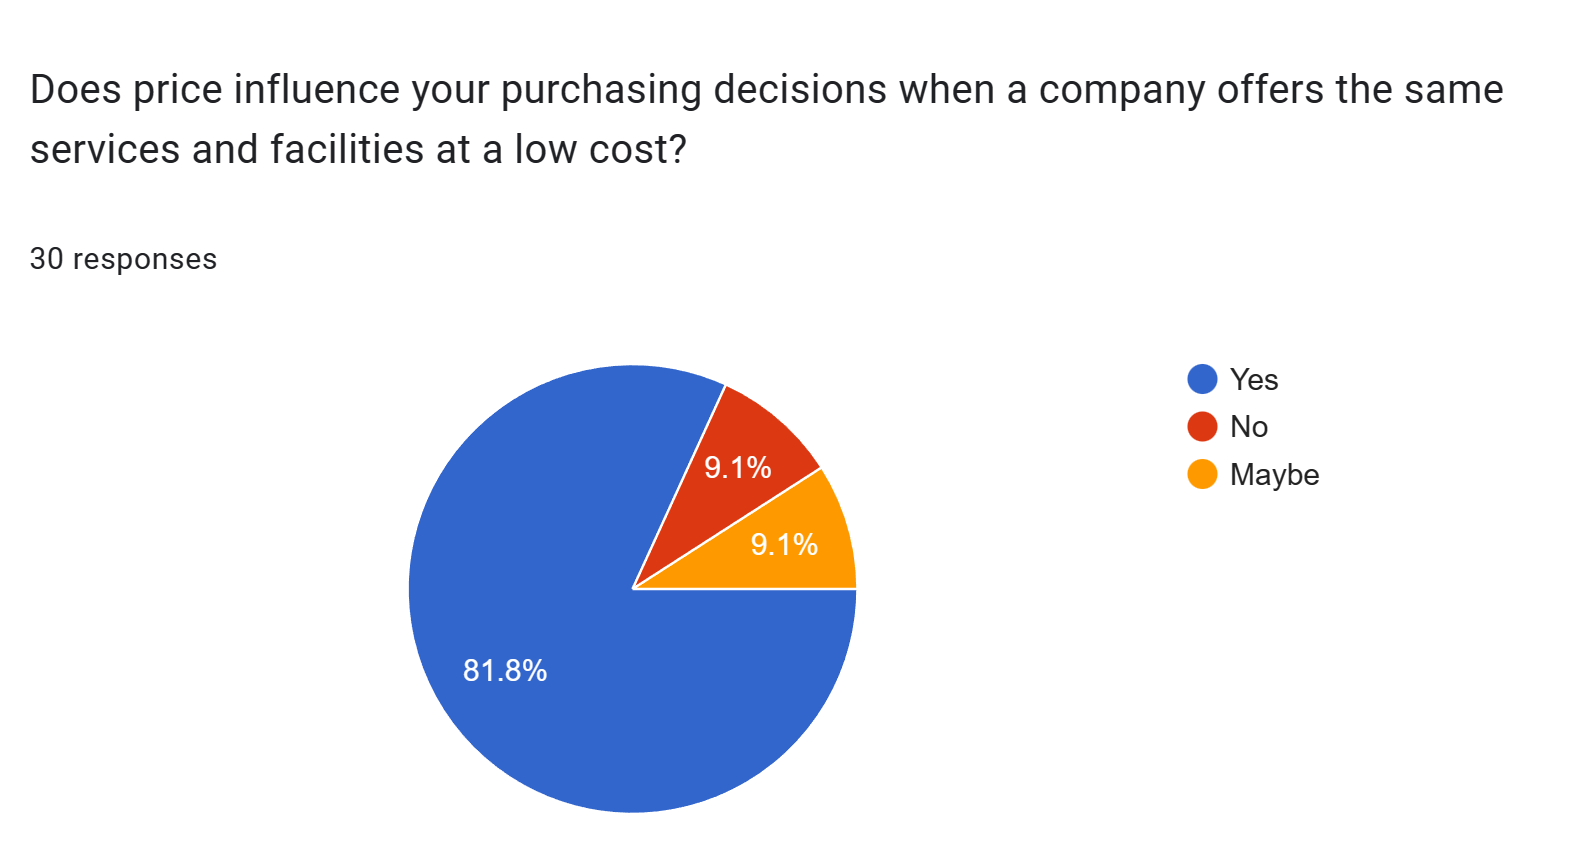 Does price influence your purchasing decisions when a company offers the same
services and facilities at a low cost?
30 responses
Yes
No
Maybe
9.1%
9.1%
81.8%